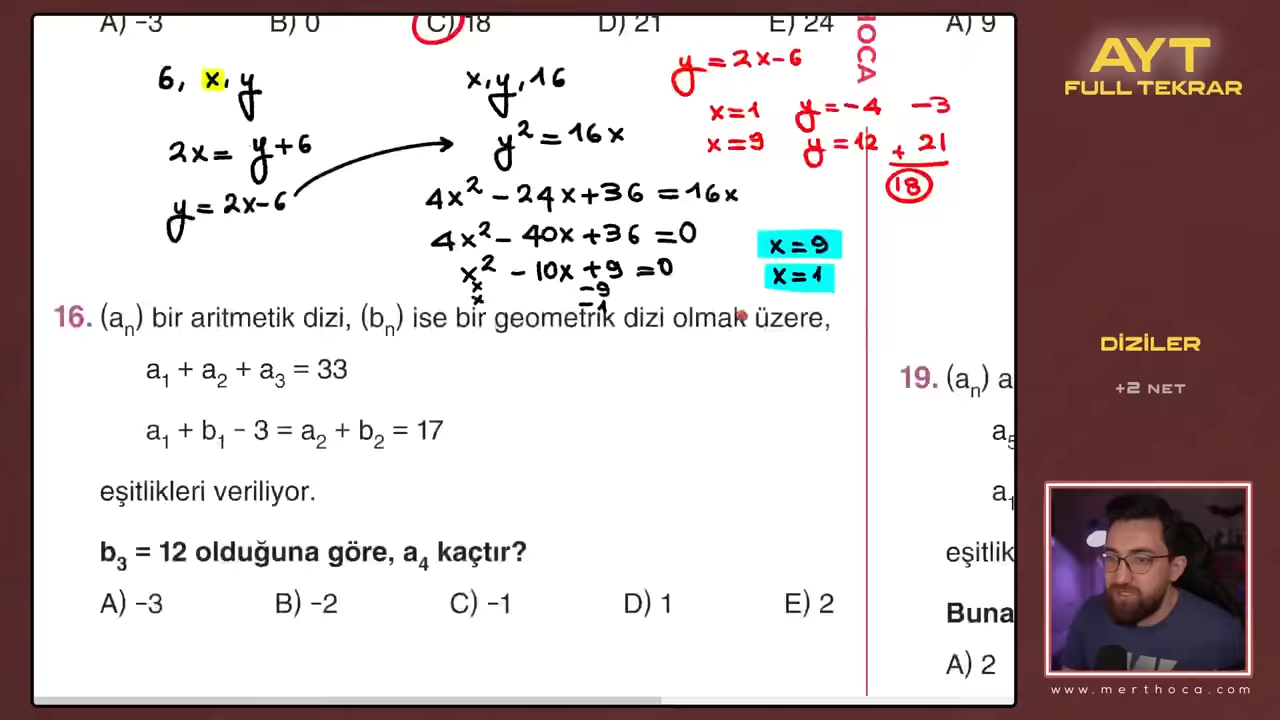 A) −3 B) 0 C) 18 D) 21 E) 24
6, x, y
2x = y + 6
y = 2x − 6
x, y, 16
y² = 16x
4x² − 24x + 36 = 16x
4x² − 40x + 36 = 0
x² − 10x + 9 = 0
x −9
x −1
x = 9
x = 1
y = 2x − 6
x = 1 y = −4 −3
x = 9 y = 12 + 21
18
16. (aₙ) bir aritmetik dizi, (bₙ) ise bir geometrik dizi olmak üzere,
a₁ + a₂ + a₃ = 33
a₁ + b₁ − 3 = a₂ + b₂ = 17
eşitlikleri veriliyor.
b₃ = 12 olduğuna göre, a₄ kaçtır?
A) −3 B) −2 C) −1 D) 1 E) 2
HOCA
A) 9
19. (aₙ) a
a₅
a₁
eşitlik
Buna
A) 2
AYT
FULL TEKRAR
DİZİLER
+2 NET
www.merthoca.com